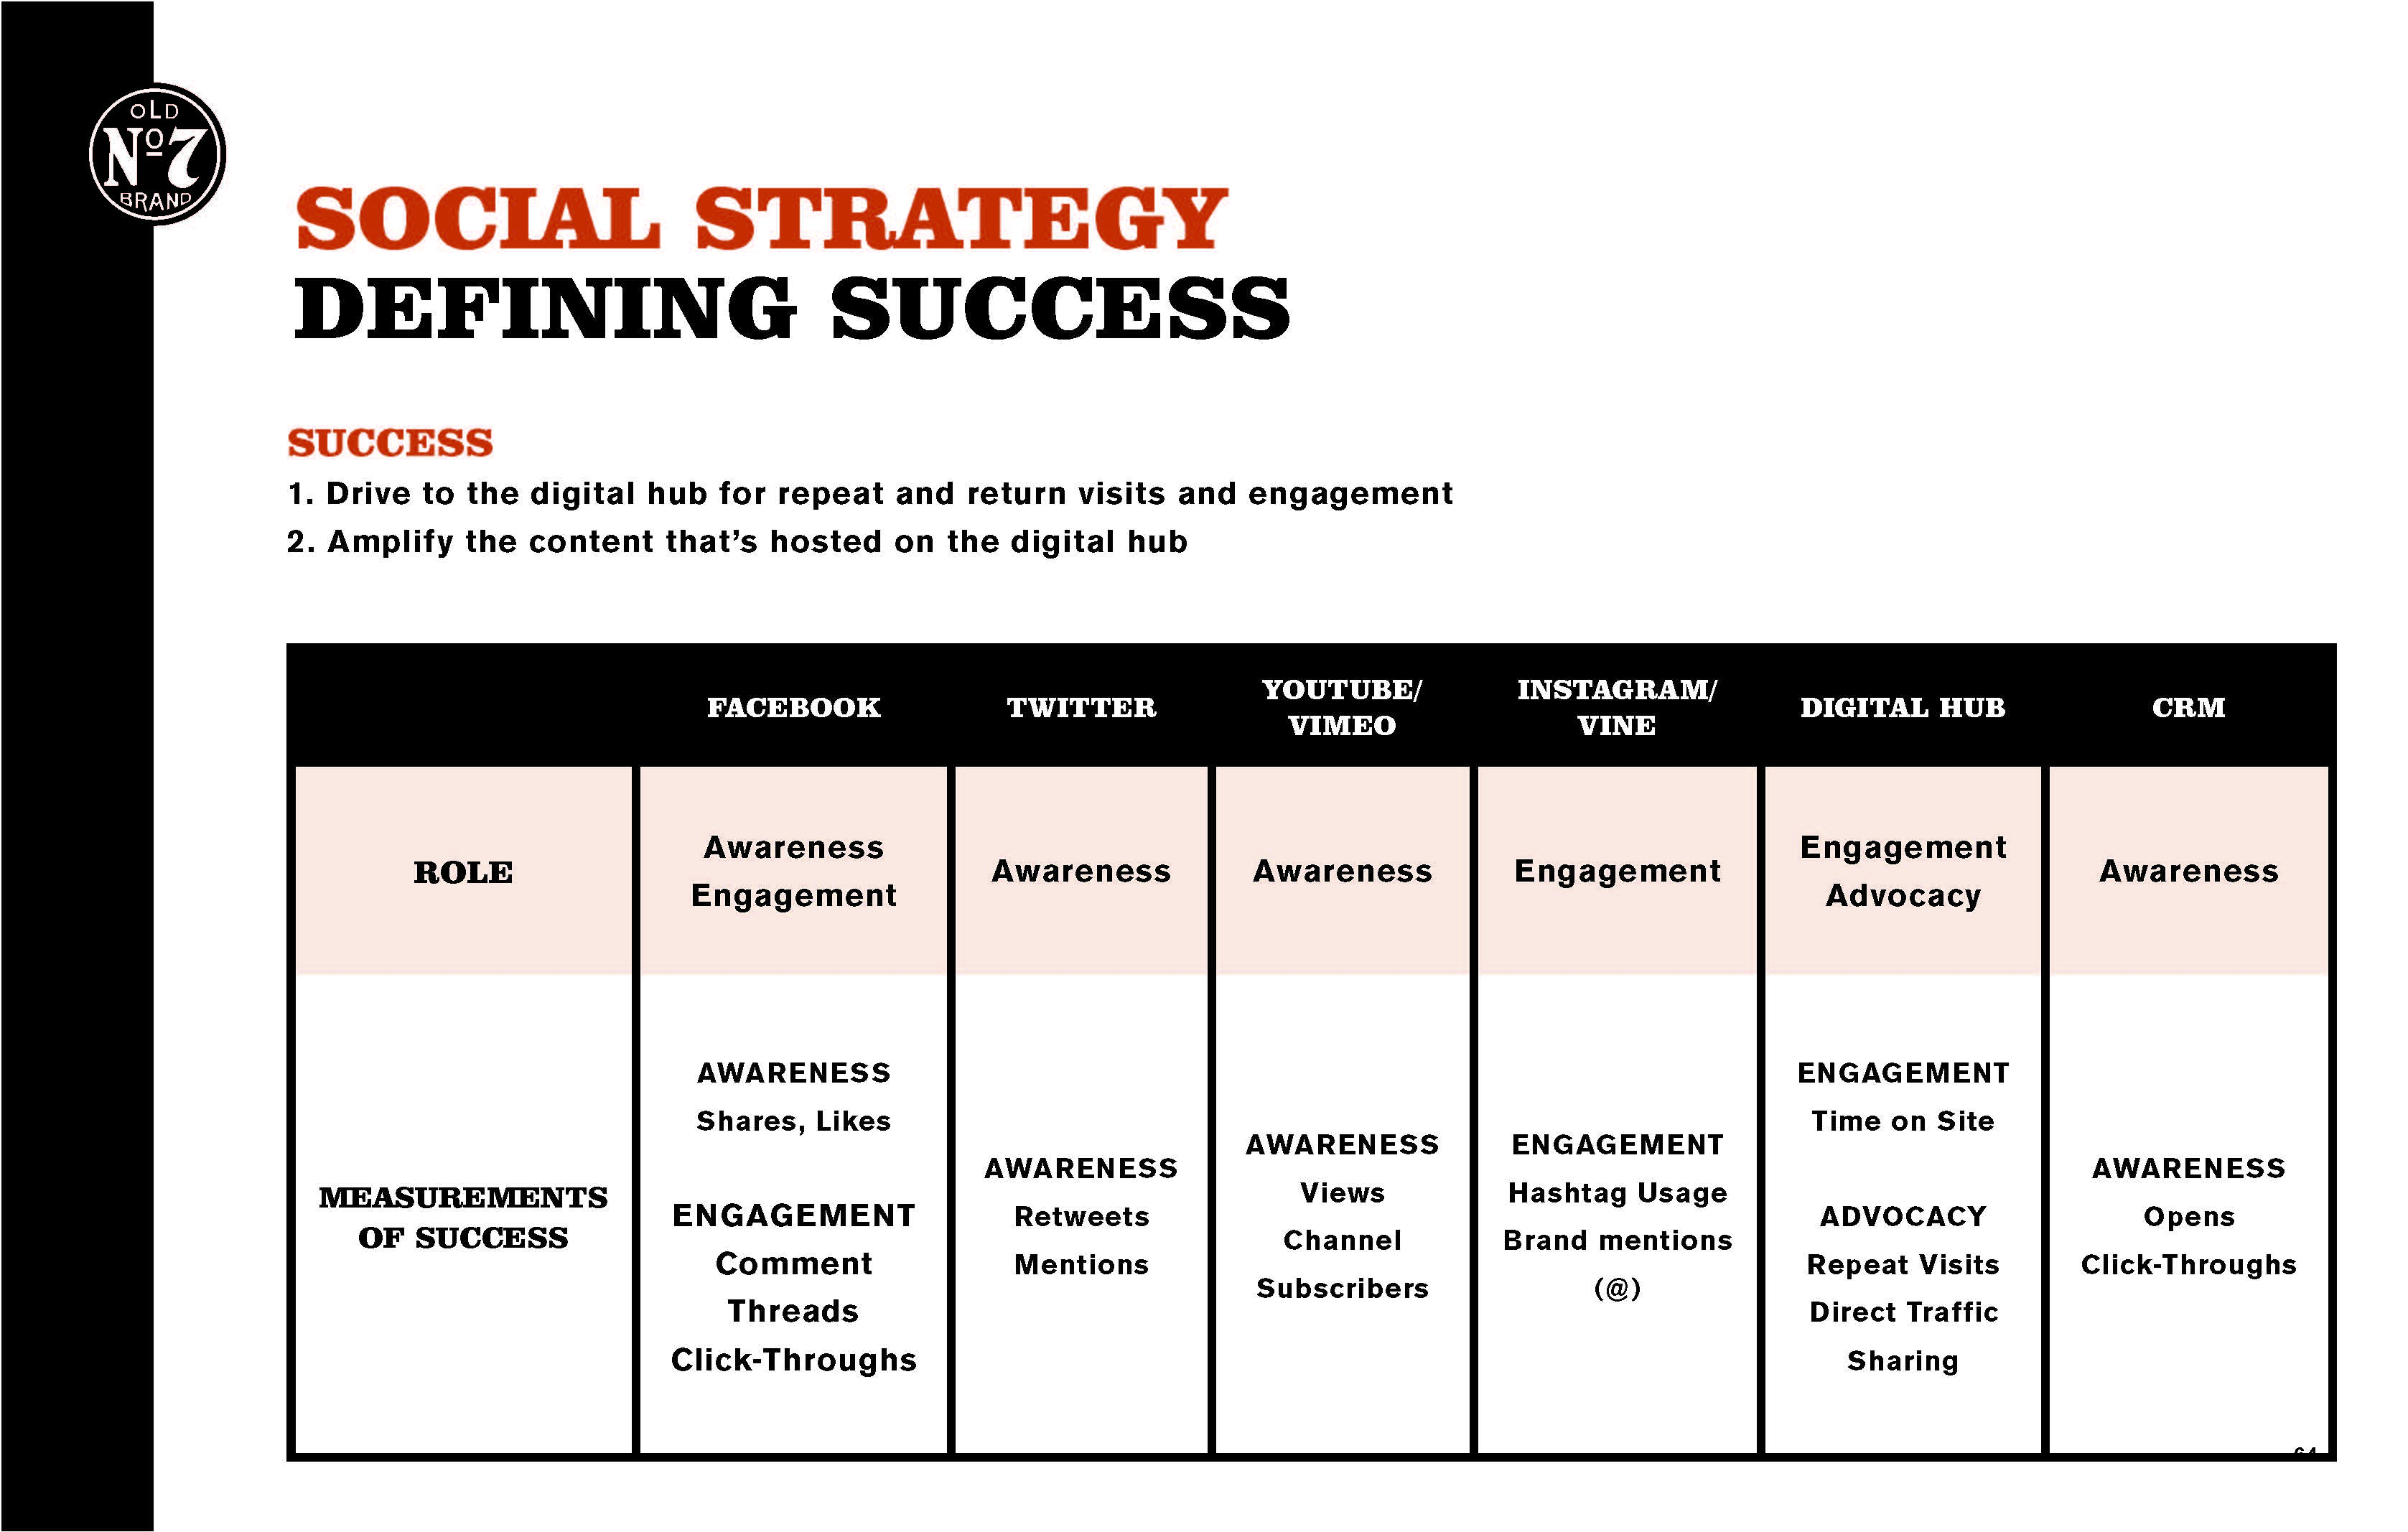 OLD
Nº7
BRAND
SOCIAL STRATEGY
DEFINING SUCCESS
SUCCESS
1. Drive to the digital hub for repeat and return visits and engagement
2. Amplify the content that’s hosted on the digital hub
FACEBOOK
TWITTER
YOUTUBE/
VIMEO
INSTAGRAM/
VINE
DIGITAL HUB
CRM
ROLE
Awareness
Engagement
Awareness
Awareness
Engagement
Engagement
Advocacy
Awareness
MEASUREMENTS
OF SUCCESS
AWARENESS
Shares, Likes
ENGAGEMENT
Comment
Threads
Click-Throughs
AWARENESS
Retweets
Mentions
AWARENESS
Views
Channel
Subscribers
ENGAGEMENT
Hashtag Usage
Brand mentions
(@)
ENGAGEMENT
Time on Site
ADVOCACY
Repeat Visits
Direct Traffic
Sharing
AWARENESS
Opens
Click-Throughs